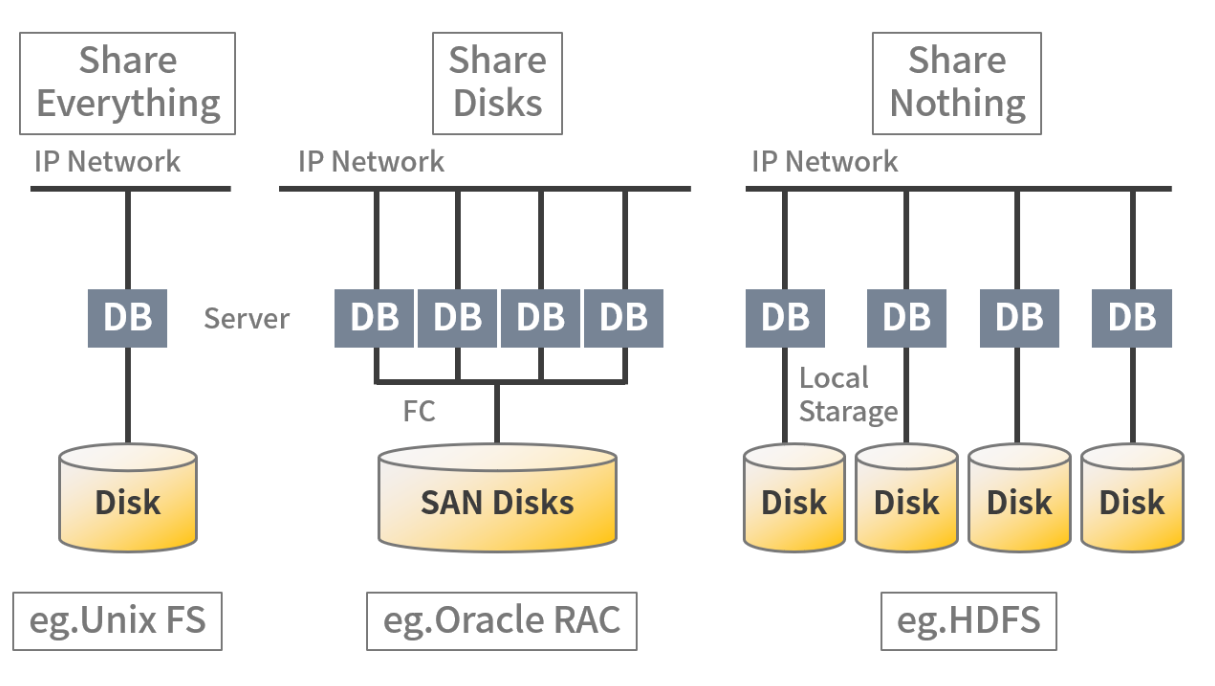 Share
Everything
Share
Disks
Share
Nothing
IP Network
IP Network
IP Network
DB
Server
DB
DB
DB
DB
DB
DB
DB
DB
Local
Starage
FC
Disk
SAN Disks
Disk
Disk
Disk
Disk
eg.Unix FS
eg.Oracle RAC
eg.HDFS